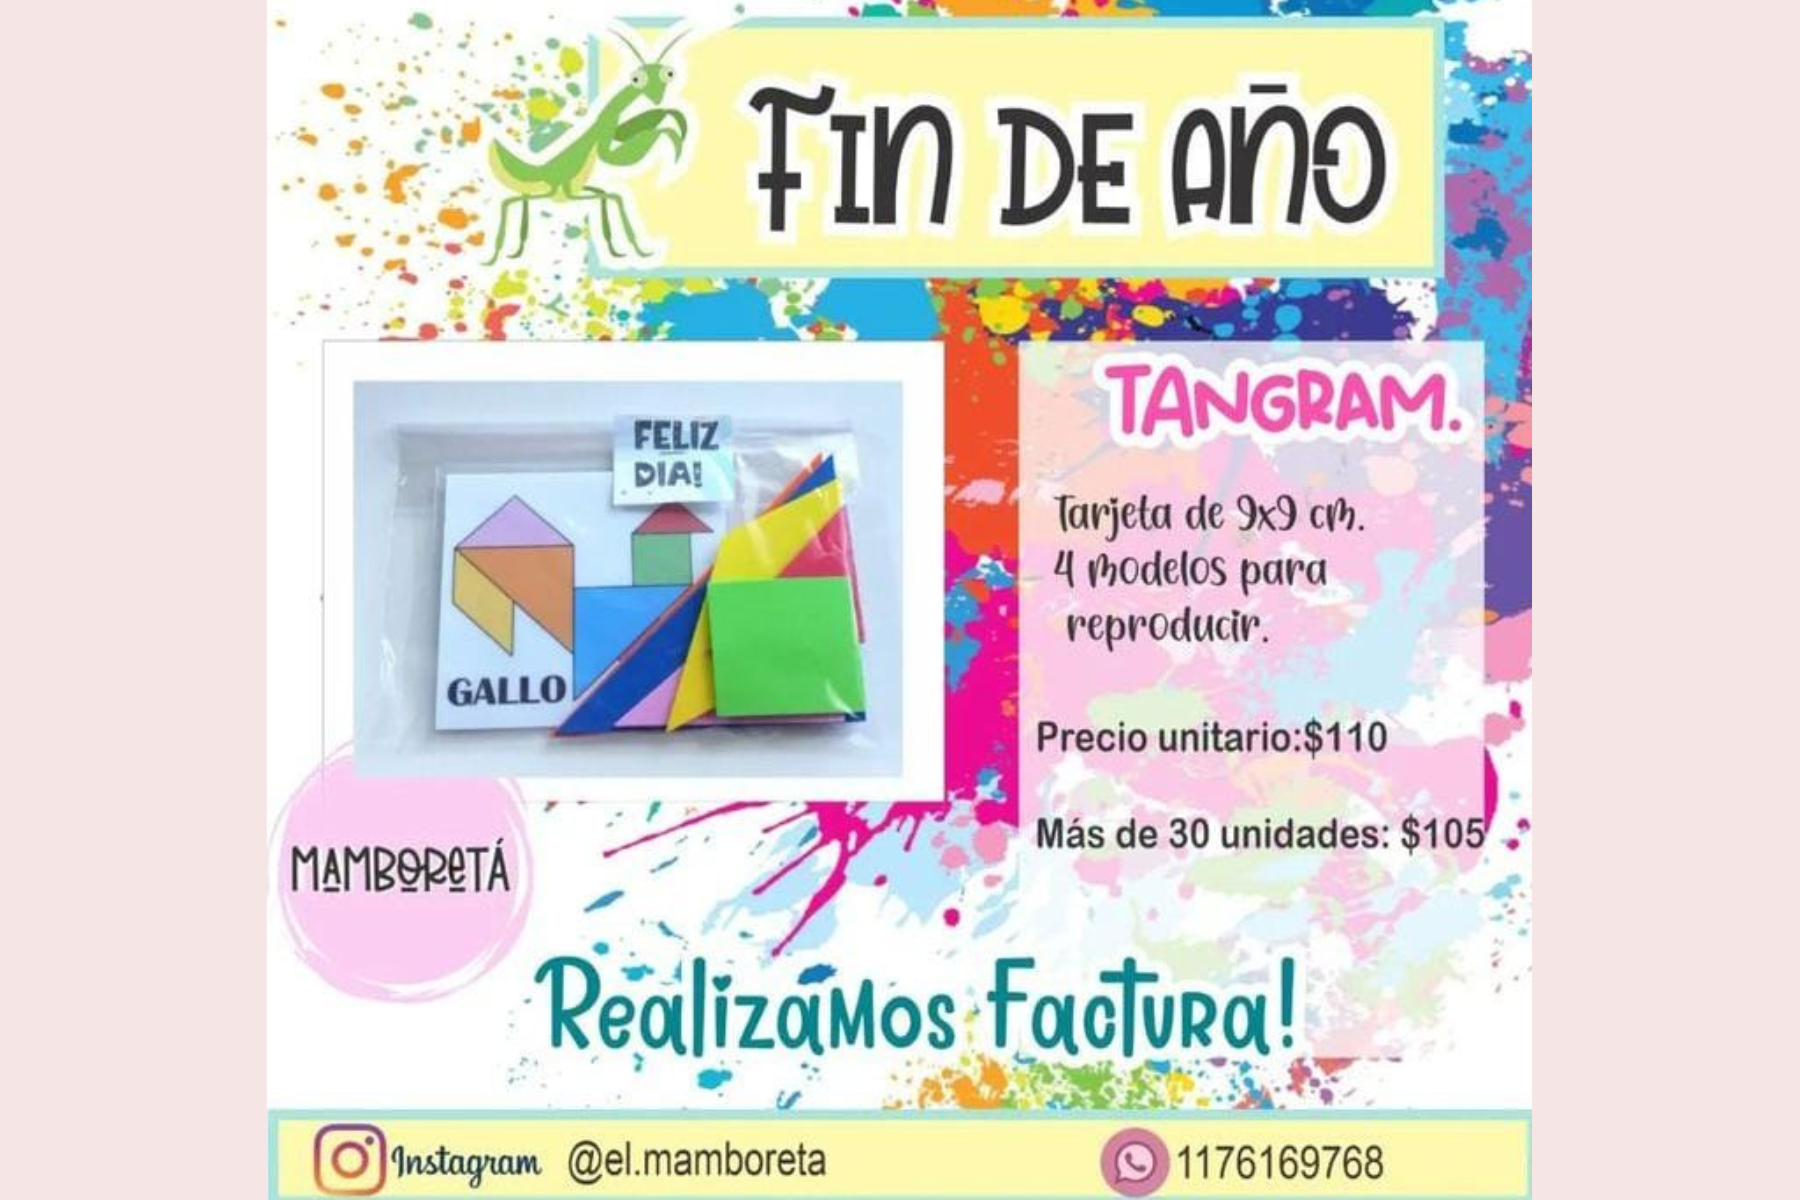 Fin de año
TANGRAM.
FELIZ
DIA!
GALLO
Tarjeta de 9x9 cm.
4 modelos para
reproducir.
Precio unitario:$110
Más de 30 unidades: $105
MAMBORETÁ
Realizamos Factura!
Instagram @el.mamboreta
1176169768